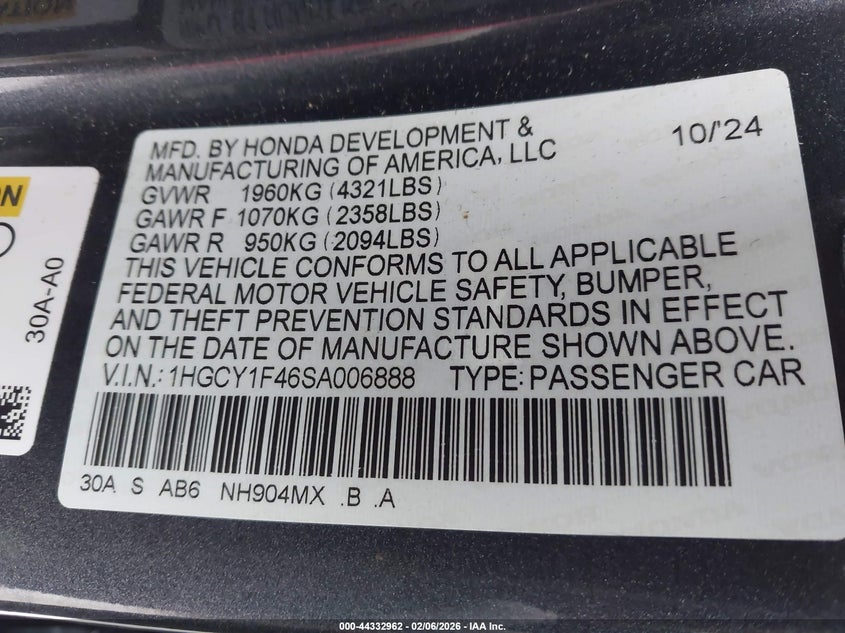 MFD. BY HONDA DEVELOPMENT & 10/'24
MANUFACTURING OF AMERICA, LLC
GVWR 1960KG (4321LBS)
GAWR F 1070KG (2358LBS)
GAWR R 950KG (2094LBS)
THIS VEHICLE CONFORMS TO ALL APPLICABLE
FEDERAL MOTOR VEHICLE SAFETY, BUMPER,
AND THEFT PREVENTION STANDARDS IN EFFECT
ON THE DATE OF MANUFACTURE SHOWN ABOVE.
V.I.N.: 1HGCY1F46SA006888 TYPE: PASSENGER CAR
30A S AB6 NH904MX .B .A
ON
30A-A0
000-44332962 - 02/06/2026 - IAA Inc.